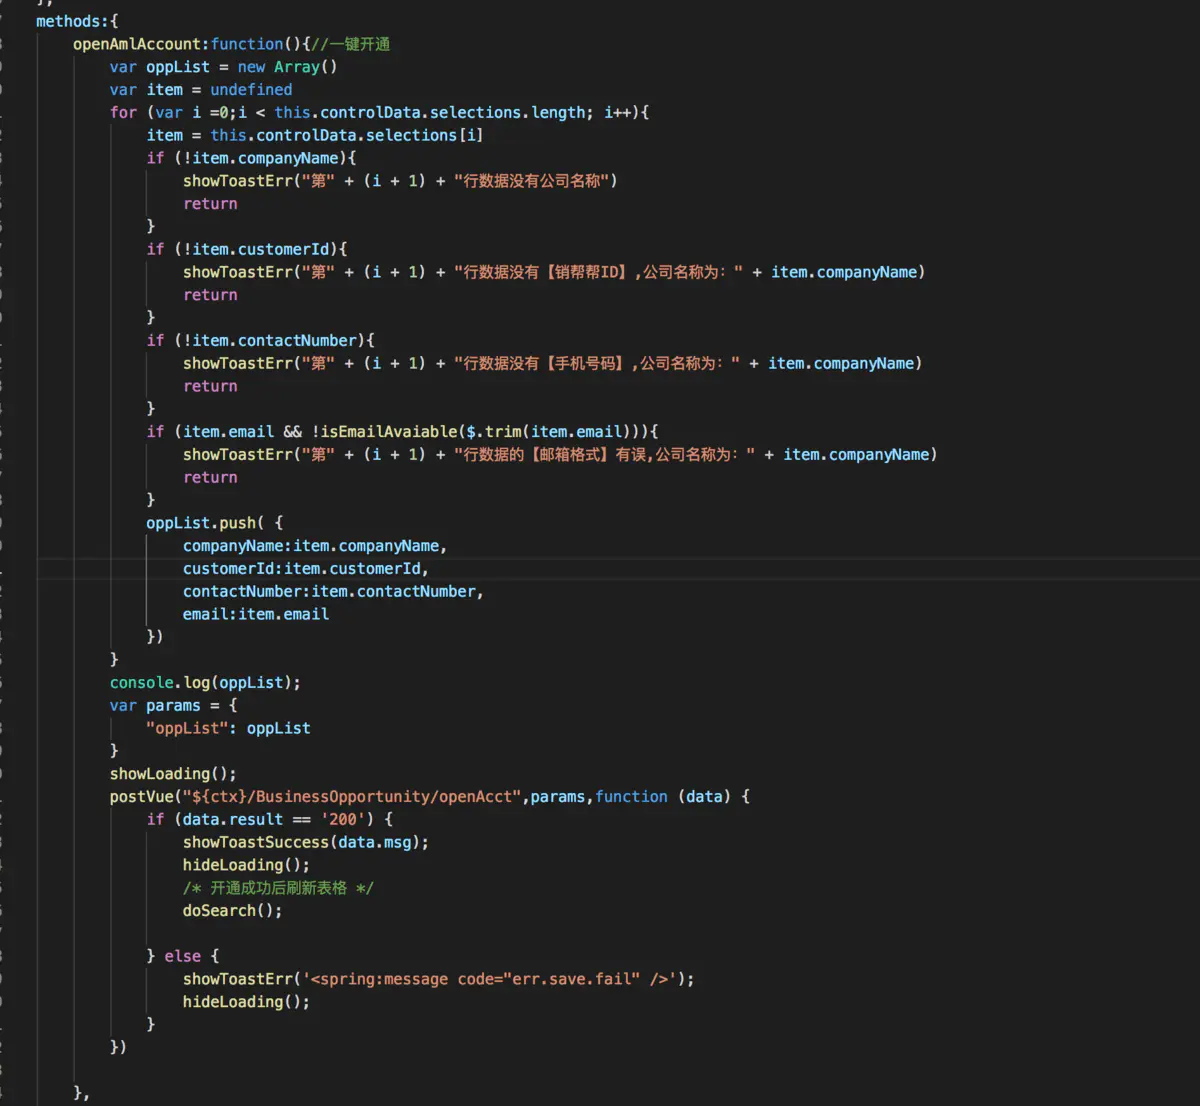 },
methods:{
openAmlAccount:function(){//一键开通
var oppList = new Array()
var item = undefined
for (var i =0;i < this.controlData.selections.length; i++){
item = this.controlData.selections[i]
if (!item.companyName){
showToastErr("第" + (i + 1) + "行数据没有公司名称")
return
}
if (!item.customerId){
showToastErr("第" + (i + 1) + "行数据没有【销帮帮ID】,公司名称为：" + item.companyName)
return
}
if (!item.contactNumber){
showToastErr("第" + (i + 1) + "行数据没有【手机号码】,公司名称为：" + item.companyName)
return
}
if (item.email && !isEmailAvaiable($.trim(item.email))){
showToastErr("第" + (i + 1) + "行数据的【邮箱格式】有误,公司名称为：" + item.companyName)
return
}
oppList.push( {
companyName:item.companyName,
customerId:item.customerId,
contactNumber:item.contactNumber,
email:item.email
})
}
console.log(oppList);
var params = {
"oppList": oppList
}
showLoading();
postVue("${ctx}/BusinessOpportunity/openAcct",params,function (data) {
if (data.result == '200') {
showToastSuccess(data.msg);
hideLoading();
/* 开通成功后刷新表格 */
doSearch();
} else {
showToastErr('<spring:message code="err.save.fail" />');
hideLoading();
}
})
},